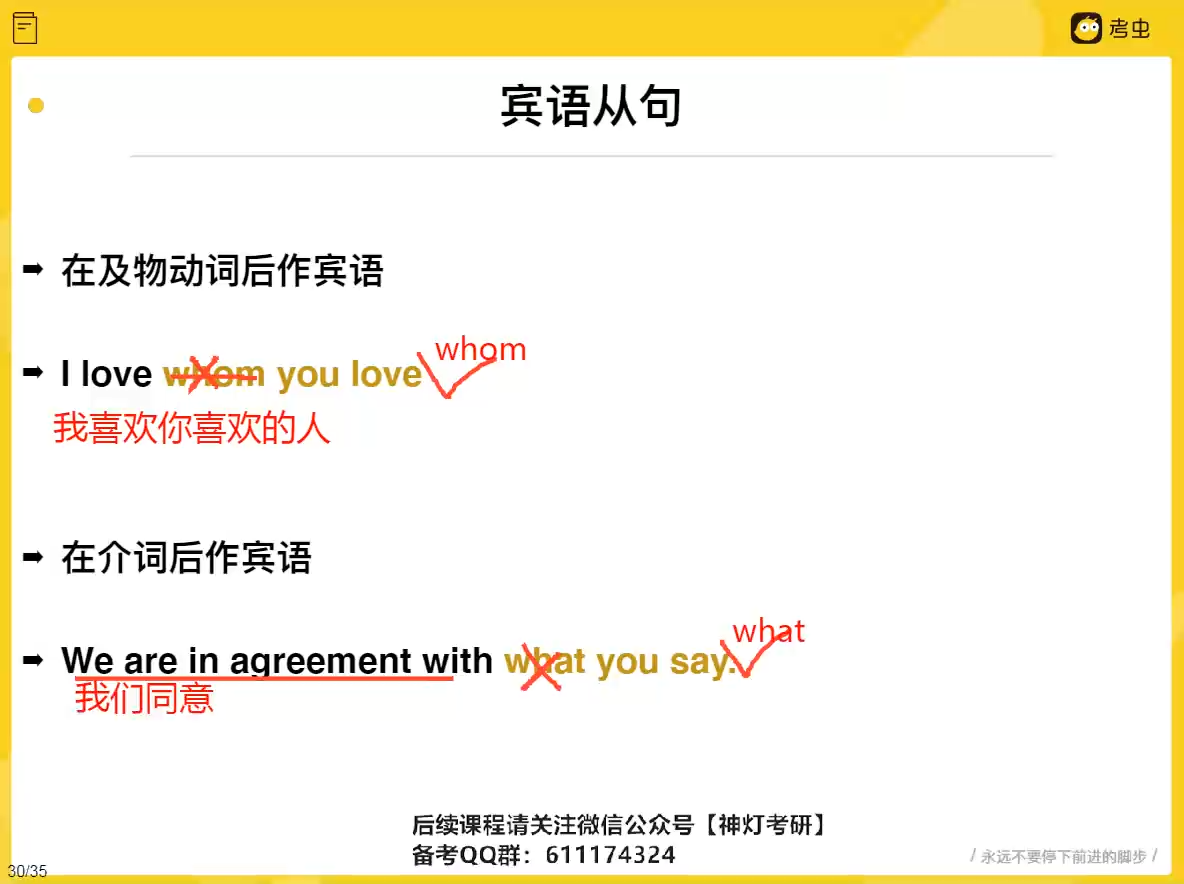 考虫
宾语从句
➡ 在及物动词后作宾语
whom
➡ I love whom you love
我喜欢你喜欢的人
➡ 在介词后作宾语
what
➡ We are in agreement with what you say.
我们同意
后续课程请关注微信公众号【神灯考研】
备考QQ群：611174324
/ 永远不要停下前进的脚步 /
30/35